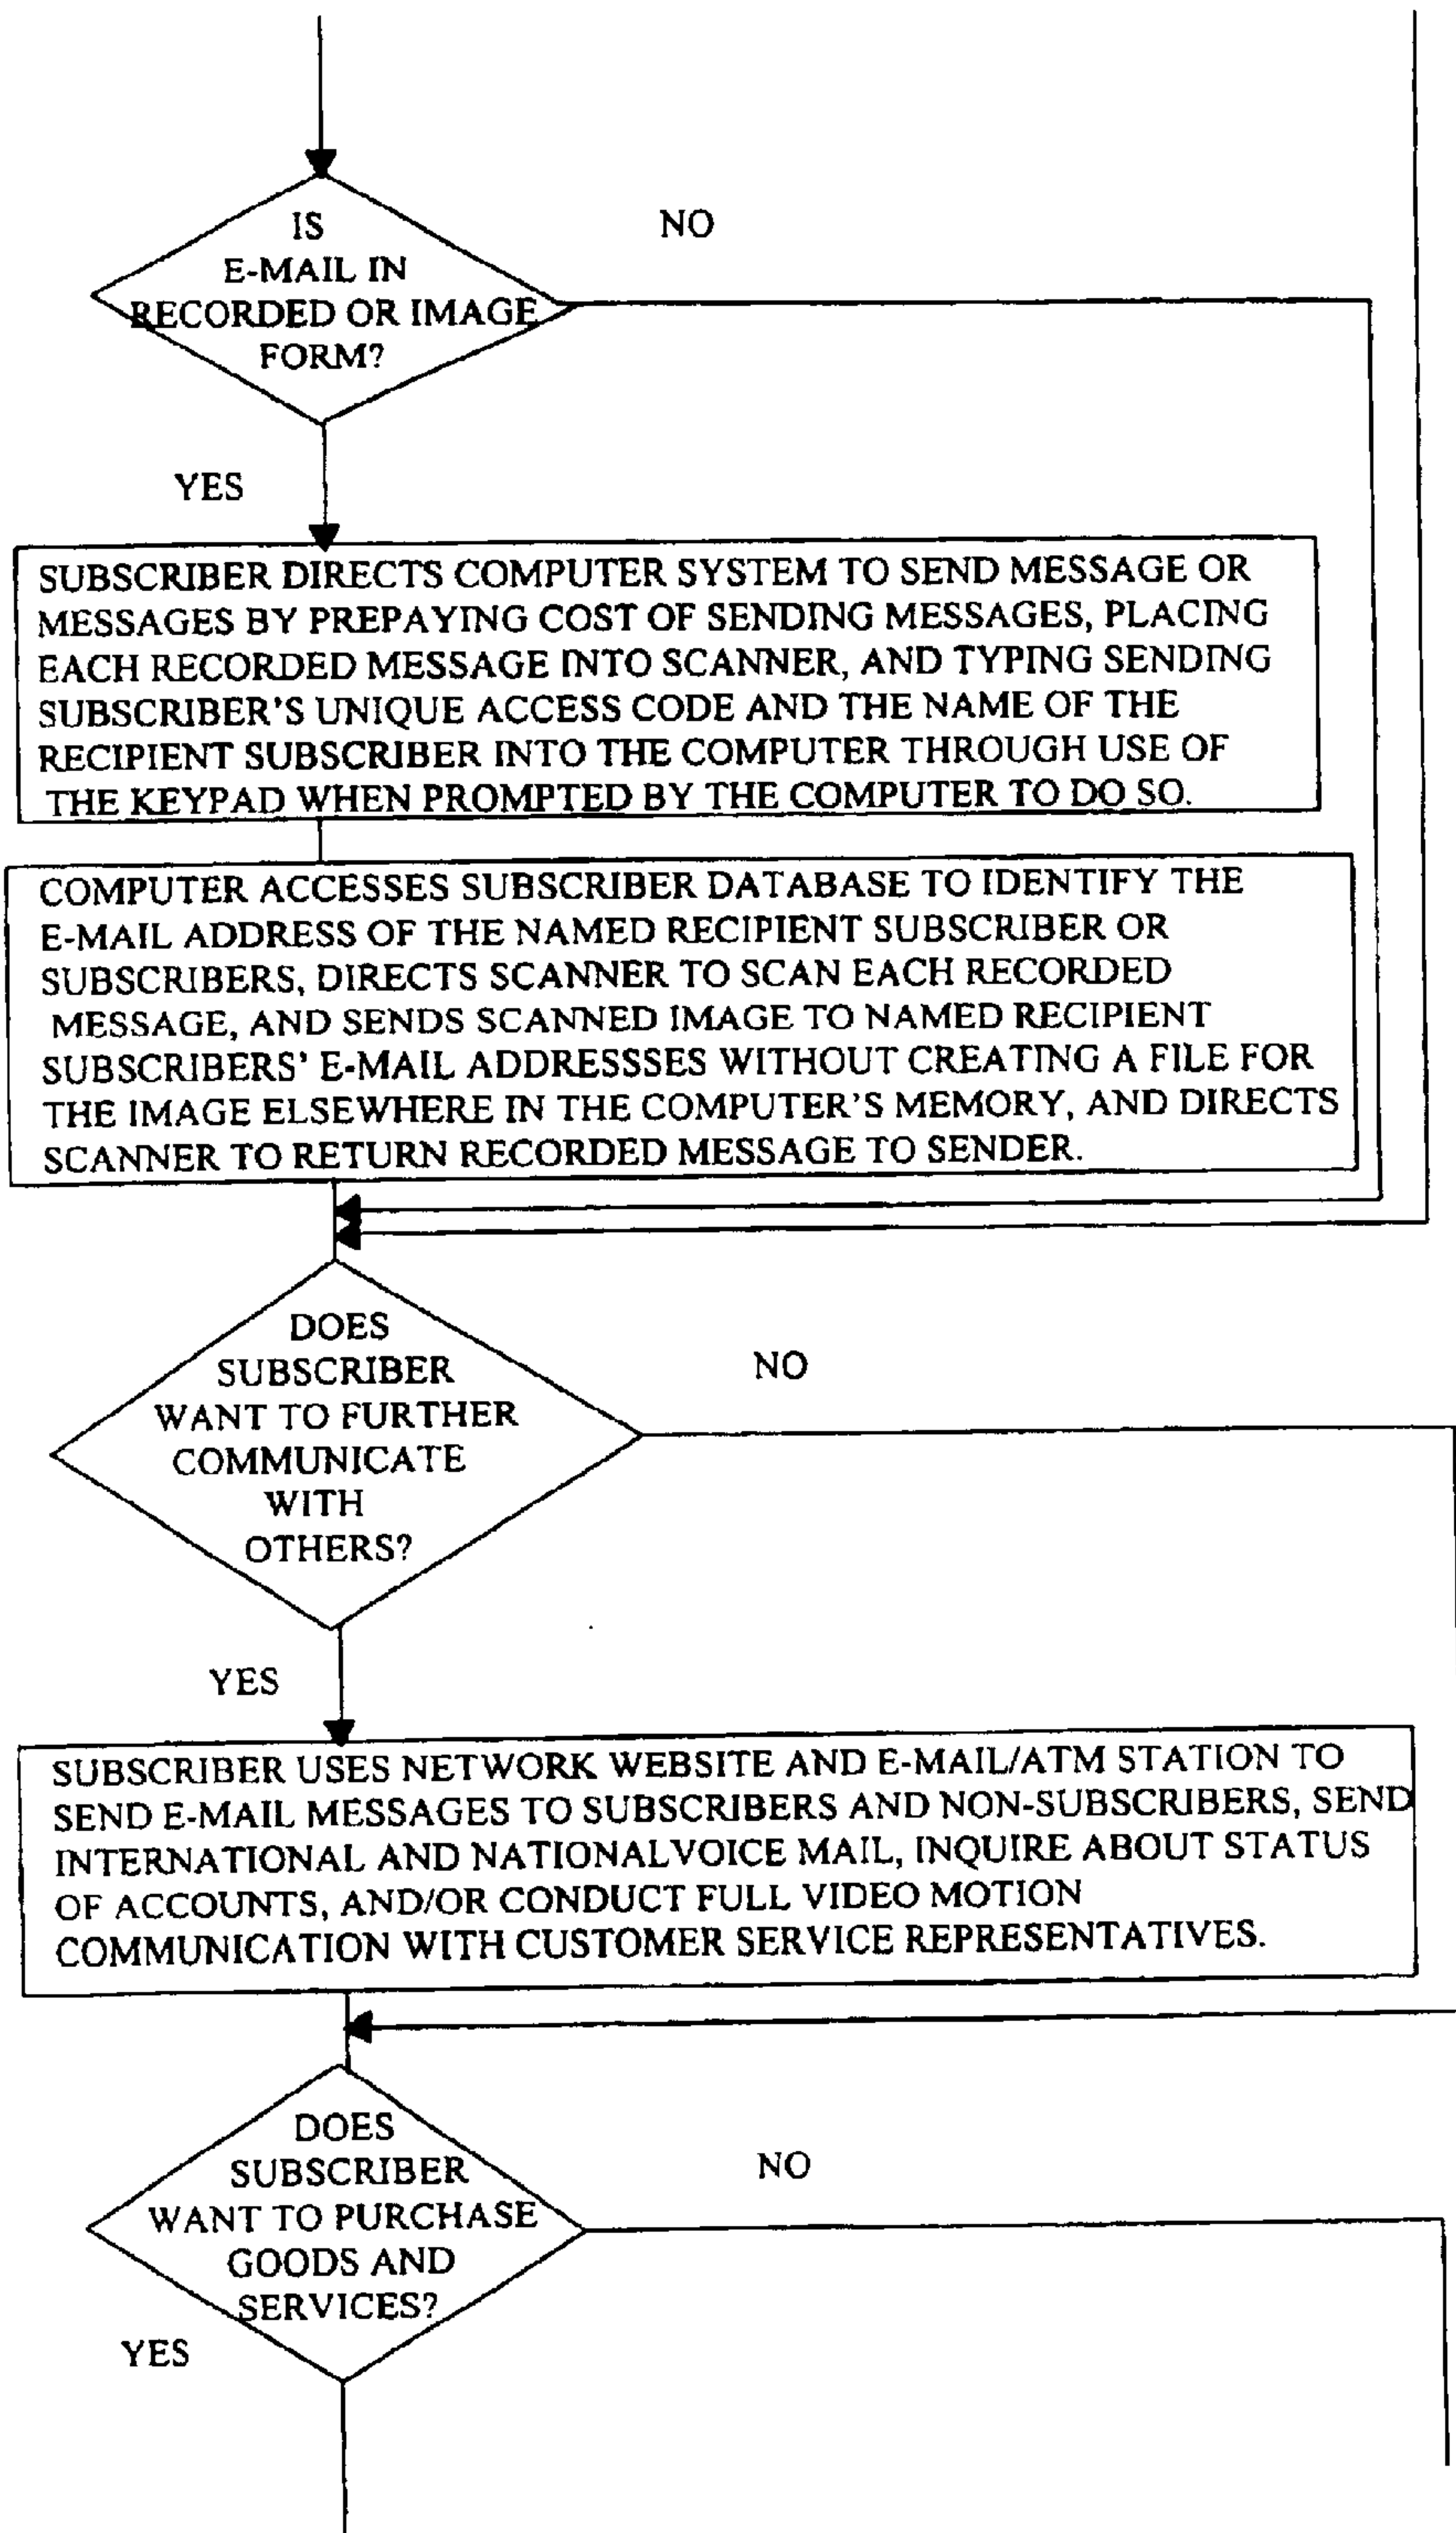 IS
E-MAIL IN
RECORDED OR IMAGE
FORM?
NO
YES
SUBSCRIBER DIRECTS COMPUTER SYSTEM TO SEND MESSAGE OR
MESSAGES BY PREPAYING COST OF SENDING MESSAGES, PLACING
EACH RECORDED MESSAGE INTO SCANNER, AND TYPING SENDING
SUBSCRIBER'S UNIQUE ACCESS CODE AND THE NAME OF THE
RECIPIENT SUBSCRIBER INTO THE COMPUTER THROUGH USE OF
THE KEYPAD WHEN PROMPTED BY THE COMPUTER TO DO SO.
COMPUTER ACCESSES SUBSCRIBER DATABASE TO IDENTIFY THE
E-MAIL ADDRESS OF THE NAMED RECIPIENT SUBSCRIBER OR
SUBSCRIBERS, DIRECTS SCANNER TO SCAN EACH RECORDED
MESSAGE, AND SENDS SCANNED IMAGE TO NAMED RECIPIENT
SUBSCRIBERS' E-MAIL ADDRESSSES WITHOUT CREATING A FILE FOR
THE IMAGE ELSEWHERE IN THE COMPUTER'S MEMORY, AND DIRECTS
SCANNER TO RETURN RECORDED MESSAGE TO SENDER.
DOES
SUBSCRIBER
WANT TO FURTHER
COMMUNICATE
WITH
OTHERS?
NO
YES
SUBSCRIBER USES NETWORK WEBSITE AND E-MAIL/ATM STATION TO
SEND E-MAIL MESSAGES TO SUBSCRIBERS AND NON-SUBSCRIBERS, SEND
INTERNATIONAL AND NATIONALVOICE MAIL, INQUIRE ABOUT STATUS
OF ACCOUNTS, AND/OR CONDUCT FULL VIDEO MOTION
COMMUNICATION WITH CUSTOMER SERVICE REPRESENTATIVES.
DOES
SUBSCRIBER
WANT TO PURCHASE
GOODS AND
SERVICES?
NO
YES